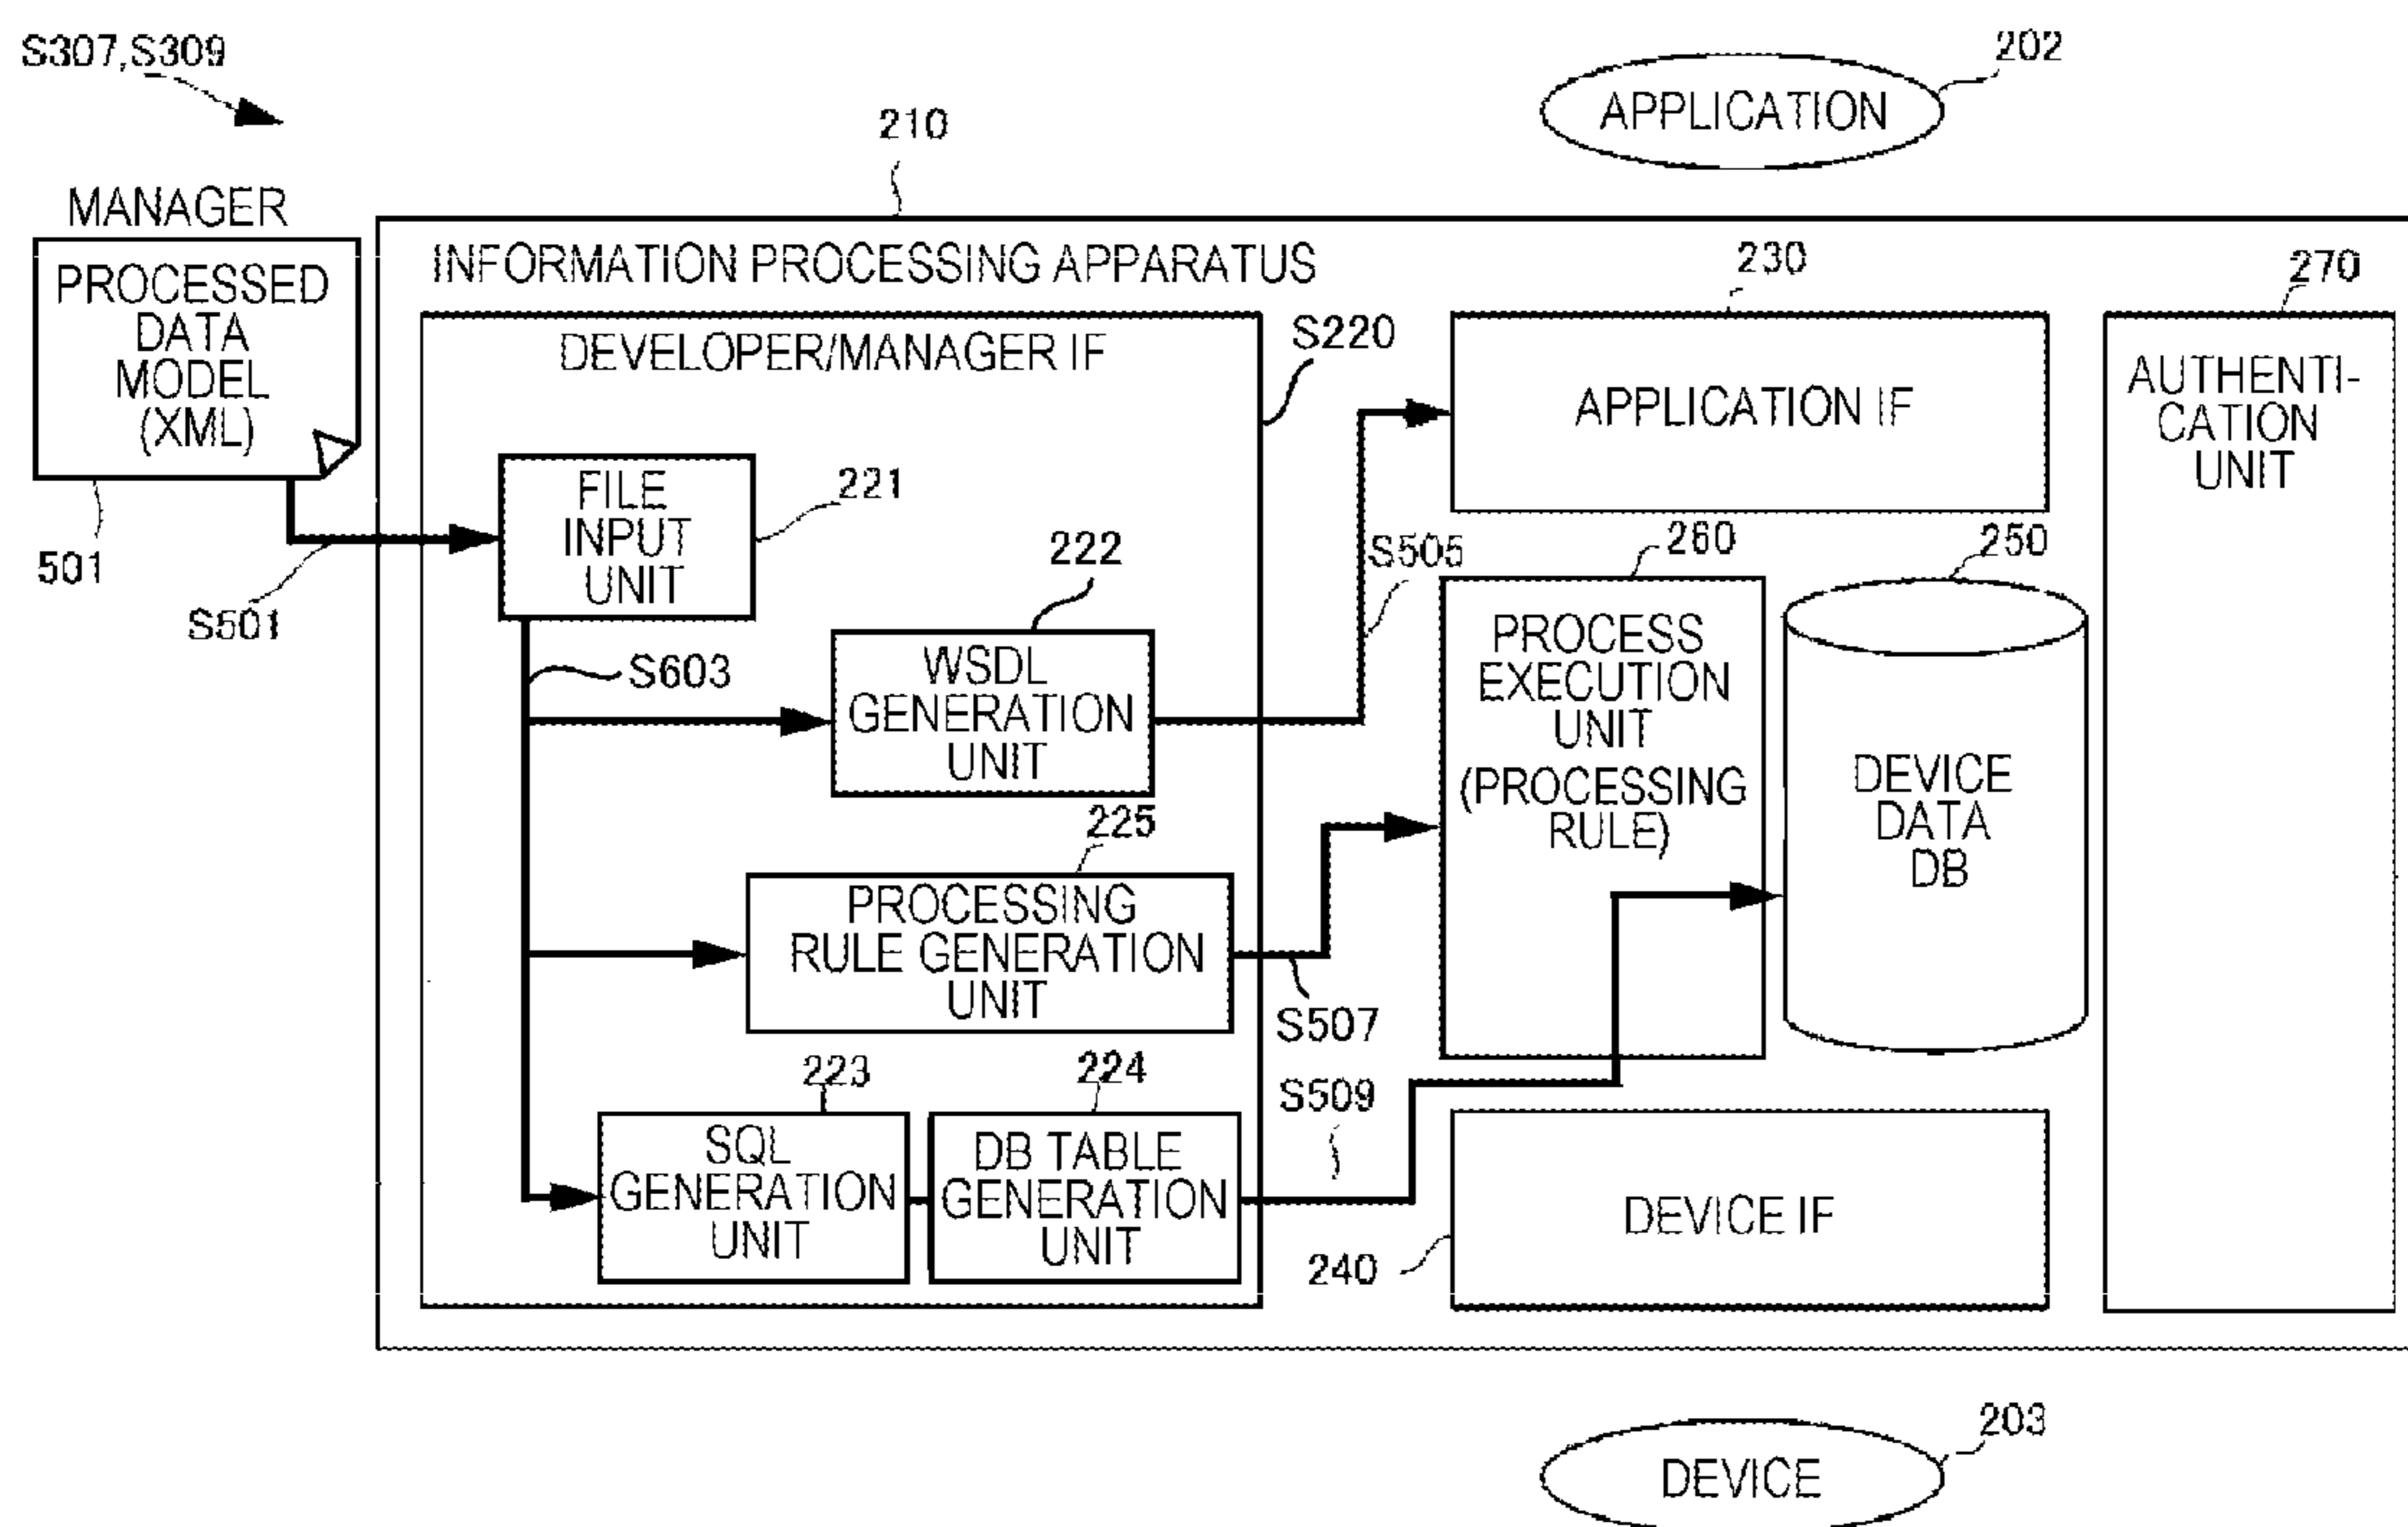 S307,S309
202
APPLICATION
210
MANAGER
PROCESSED
DATA
MODEL
(XML)
501
S501
INFORMATION PROCESSING APPARATUS
DEVELOPER/MANAGER IF
S220
FILE
INPUT
UNIT
221
S603
222
WSDL
GENERATION
UNIT
225
PROCESSING
RULE GENERATION
UNIT
223
SQL
GENERATION
UNIT
224
DB TABLE
GENERATION
UNIT
230
APPLICATION IF
S505
260
PROCESS
EXECUTION
UNIT
(PROCESSING
RULE)
250
DEVICE
DATA
DB
S507
S509
240
DEVICE IF
270
AUTHENTI-
CATION
UNIT
203
DEVICE